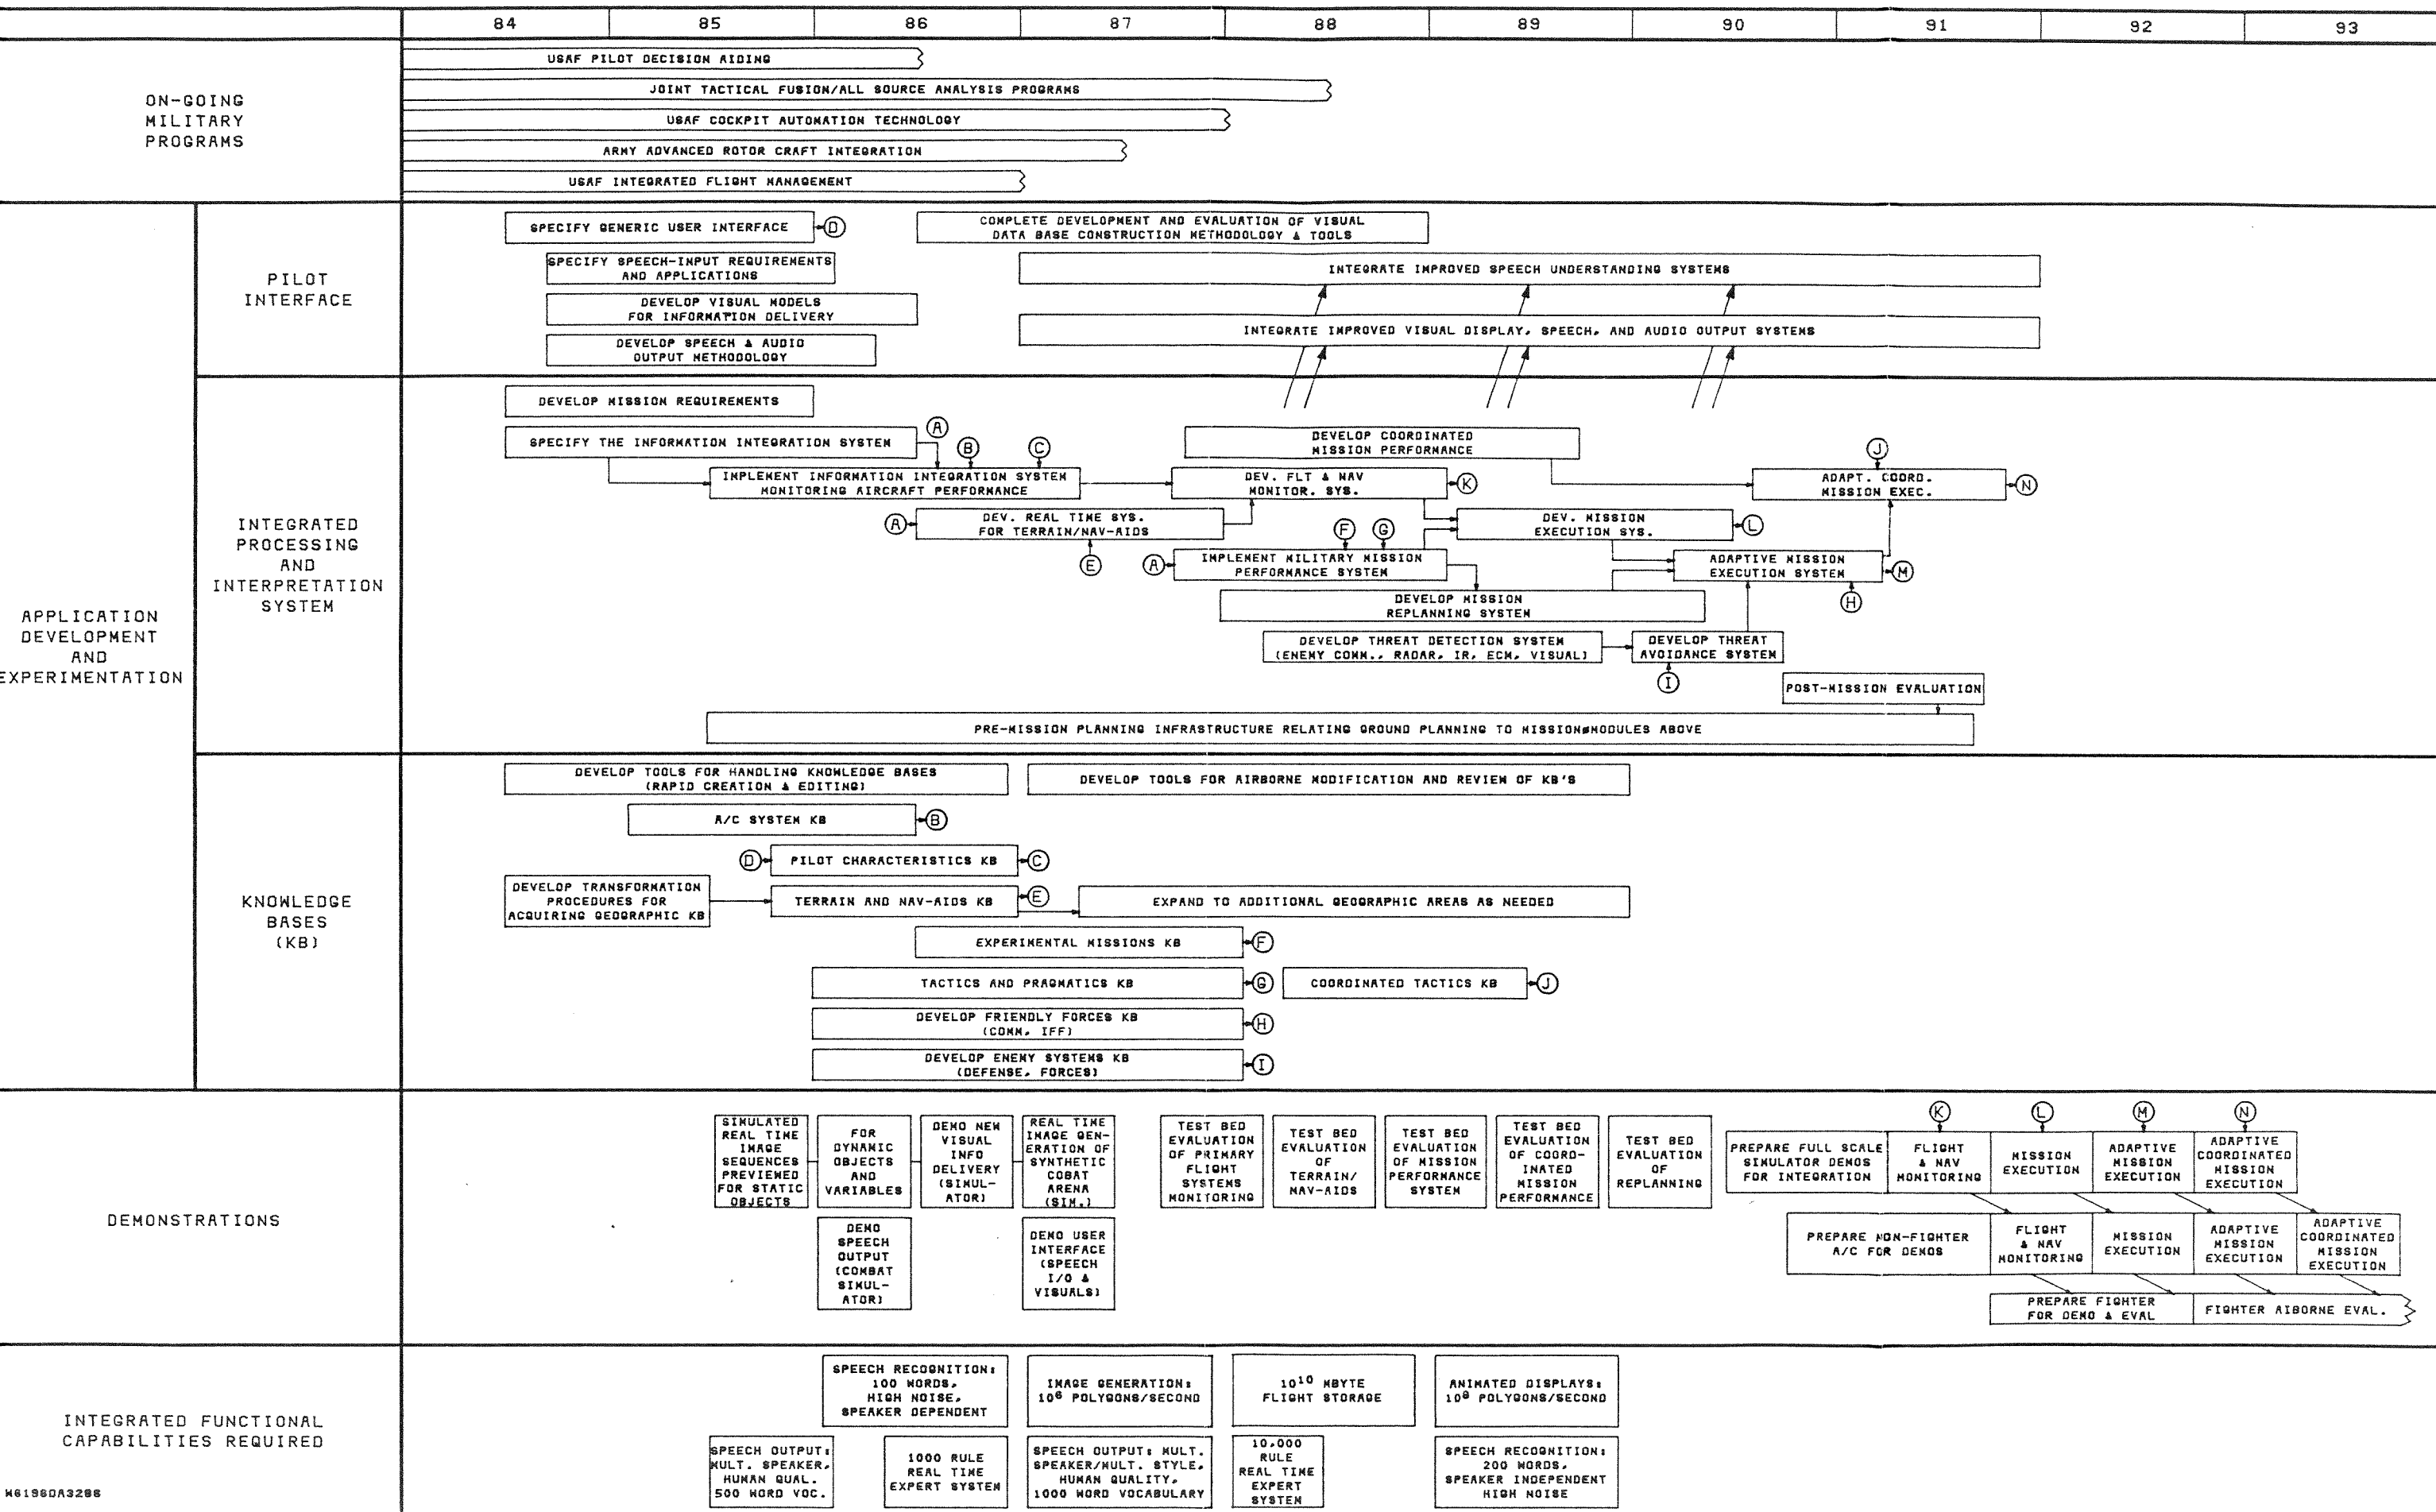 84 85 86 87 88 89 90 91 92 93
ON-GOING
MILITARY
PROGRAMS
USAF PILOT DECISION AIDING
JOINT TACTICAL FUSION/ALL SOURCE ANALYSIS PROGRAMS
USAF COCKPIT AUTOMATION TECHNOLOGY
ARMY ADVANCED ROTOR CRAFT INTEGRATION
USAF INTEGRATED FLIGHT MANAGEMENT
APPLICATION
DEVELOPMENT
AND
EXPERIMENTATION
PILOT
INTERFACE
SPECIFY GENERIC USER INTERFACE
D
COMPLETE DEVELOPMENT AND EVALUATION OF VISUAL
DATA BASE CONSTRUCTION METHODOLOGY & TOOLS
SPECIFY SPEECH-INPUT REQUIREMENTS
AND APPLICATIONS
INTEGRATE IMPROVED SPEECH UNDERSTANDING SYSTEMS
DEVELOP VISUAL MODELS
FOR INFORMATION DELIVERY
INTEGRATE IMPROVED VISUAL DISPLAY, SPEECH, AND AUDIO OUTPUT SYSTEMS
DEVELOP SPEECH & AUDIO
OUTPUT METHODOLOGY
INTEGRATED
PROCESSING
AND
INTERPRETATION
SYSTEM
DEVELOP MISSION REQUIREMENTS
SPECIFY THE INFORMATION INTEGRATION SYSTEM
A
B
C
DEVELOP COORDINATED
MISSION PERFORMANCE
J
IMPLEMENT INFORMATION INTEGRATION SYSTEM
MONITORING AIRCRAFT PERFORMANCE
DEV. FLT & NAV
MONITOR. SYS.
K
ADAPT. COORD.
MISSION EXEC.
N
A
DEV. REAL TIME SYS.
FOR TERRAIN/NAV-AIDS
E
F
G
DEV. MISSION
EXECUTION SYS.
L
A
IMPLEMENT MILITARY MISSION
PERFORMANCE SYSTEM
ADAPTIVE MISSION
EXECUTION SYSTEM
M
H
DEVELOP MISSION
REPLANNING SYSTEM
DEVELOP THREAT DETECTION SYSTEM
(ENEMY COMM., RADAR, IR, ECM, VISUAL)
DEVELOP THREAT
AVOIDANCE SYSTEM
I
POST-MISSION EVALUATION
PRE-MISSION PLANNING INFRASTRUCTURE RELATING GROUND PLANNING TO MISSION MODULES ABOVE
KNOWLEDGE
BASES
(KB)
DEVELOP TOOLS FOR HANDLING KNOWLEDGE BASES
(RAPID CREATION & EDITING)
DEVELOP TOOLS FOR AIRBORNE MODIFICATION AND REVIEW OF KB'S
A/C SYSTEM KB
B
D
PILOT CHARACTERISTICS KB
C
DEVELOP TRANSFORMATION
PROCEDURES FOR
ACQUIRING GEOGRAPHIC KB
TERRAIN AND NAV-AIDS KB
E
EXPAND TO ADDITIONAL GEOGRAPHIC AREAS AS NEEDED
EXPERIMENTAL MISSIONS KB
F
TACTICS AND PRAGMATICS KB
G
COORDINATED TACTICS KB
J
DEVELOP FRIENDLY FORCES KB
(COMM, IFF)
H
DEVELOP ENEMY SYSTEMS KB
(DEFENSE, FORCES)
I
DEMONSTRATIONS
SIMULATED
REAL TIME
IMAGE
SEQUENCES
PREVIEWED
FOR STATIC
OBJECTS
FOR
DYNAMIC
OBJECTS
AND
VARIABLES
DEMO NEW
VISUAL
INFO
DELIVERY
(SIMUL-
ATOR)
REAL TIME
IMAGE GEN-
ERATION OF
SYNTHETIC
COBAT
ARENA
(SIM.)
TEST BED
EVALUATION
OF PRIMARY
FLIGHT
SYSTEMS
MONITORING
TEST BED
EVALUATION
OF
TERRAIN/
NAV-AIDS
TEST BED
EVALUATION
OF MISSION
PERFORMANCE
SYSTEM
TEST BED
EVALUATION
OF COORD-
INATED
MISSION
PERFORMANCE
TEST BED
EVALUATION
OF
REPLANNING
K
L
M
N
PREPARE FULL SCALE
SIMULATOR DEMOS
FOR INTEGRATION
FLIGHT
& NAV
MONITORING
MISSION
EXECUTION
ADAPTIVE
MISSION
EXECUTION
ADAPTIVE
COORDINATED
MISSION
EXECUTION
DEMO
SPEECH
OUTPUT
(COMBAT
SIMUL-
ATOR)
DEMO USER
INTERFACE
(SPEECH
I/O &
VISUALS)
PREPARE NON-FIGHTER
A/C FOR DEMOS
FLIGHT
& NAV
MONITORING
MISSION
EXECUTION
ADAPTIVE
MISSION
EXECUTION
ADAPTIVE
COORDINATED
MISSION
EXECUTION
PREPARE FIGHTER
FOR DEMO & EVAL
FIGHTER AIBORNE EVAL.
INTEGRATED FUNCTIONAL
CAPABILITIES REQUIRED
SPEECH RECOGNITION:
100 WORDS,
HIGH NOISE,
SPEAKER DEPENDENT
IMAGE GENERATION:
10⁶ POLYGONS/SECOND
10¹⁰ MBYTE
FLIGHT STORAGE
ANIMATED DISPLAYS:
10⁸ POLYGONS/SECOND
SPEECH OUTPUT:
MULT. SPEAKER,
HUMAN QUAL.
500 WORD VOC.
1000 RULE
REAL TIME
EXPERT SYSTEM
SPEECH OUTPUT: MULT.
SPEAKER/MULT. STYLE,
HUMAN QUALITY,
1000 WORD VOCABULARY
10,000
RULE
REAL TIME
EXPERT
SYSTEM
SPEECH RECOGNITION:
200 WORDS,
SPEAKER INDEPENDENT
HIGH NOISE